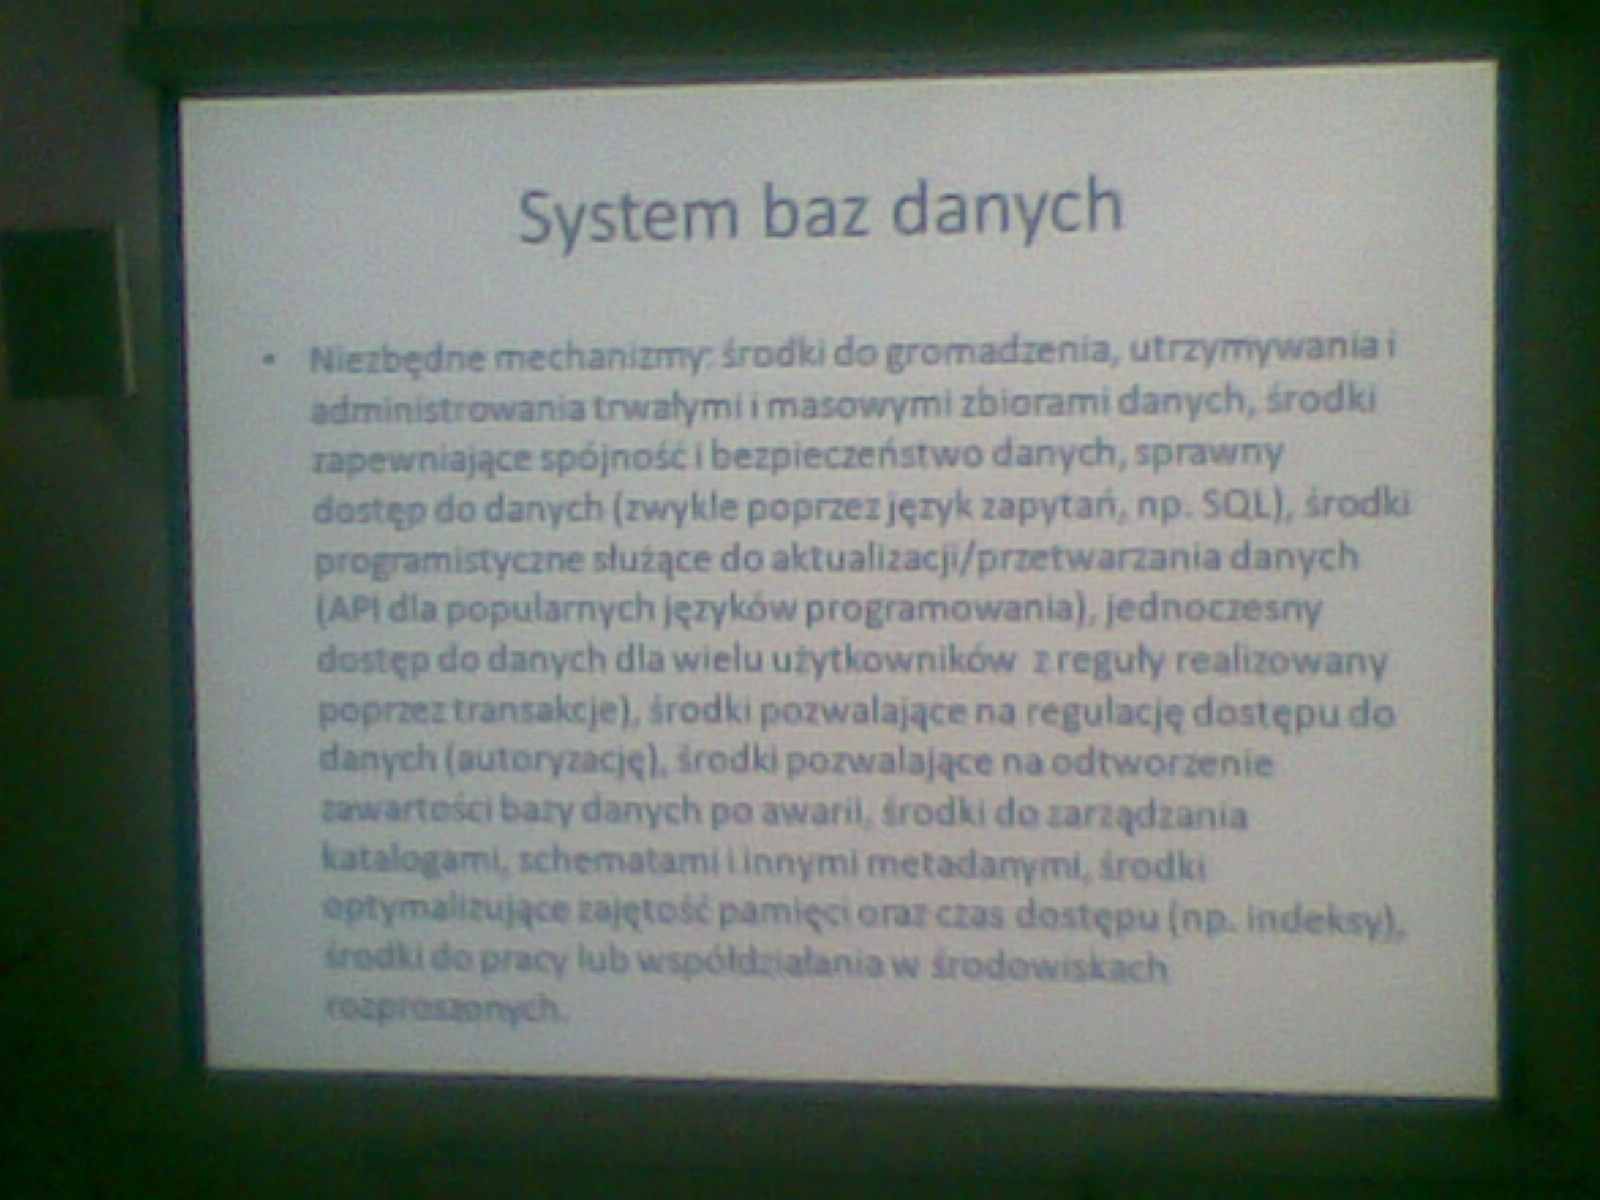 System baz danych
• Niezbędne mechanizmy: środki do gromadzenia, utrzymywania i
administrowania trwałymi i masowymi zbiorami danych, środki
zapewniające spójność i bezpieczeństwo danych, sprawny
dostęp do danych (zwykle poprzez język zapytań, np. SQL), środki
programistyczne służące do aktualizacji/przetwarzania danych
(API dla popularnych języków programowania), jednoczesny
dostęp do danych dla wielu użytkowników z reguły realizowany
poprzez transakcje), środki pozwalające na regulację dostępu do
danych (autoryzację), środki pozwalające na odtworzenie
zawartości bazy danych po awarii, środki do zarządzania
katalogami, schematami i innymi metadanymi, środki
optymalizujące zajętość pamięci oraz czas dostępu (np. indeksy),
środki do pracy lub współdziałania w środowiskach
rozproszonych.